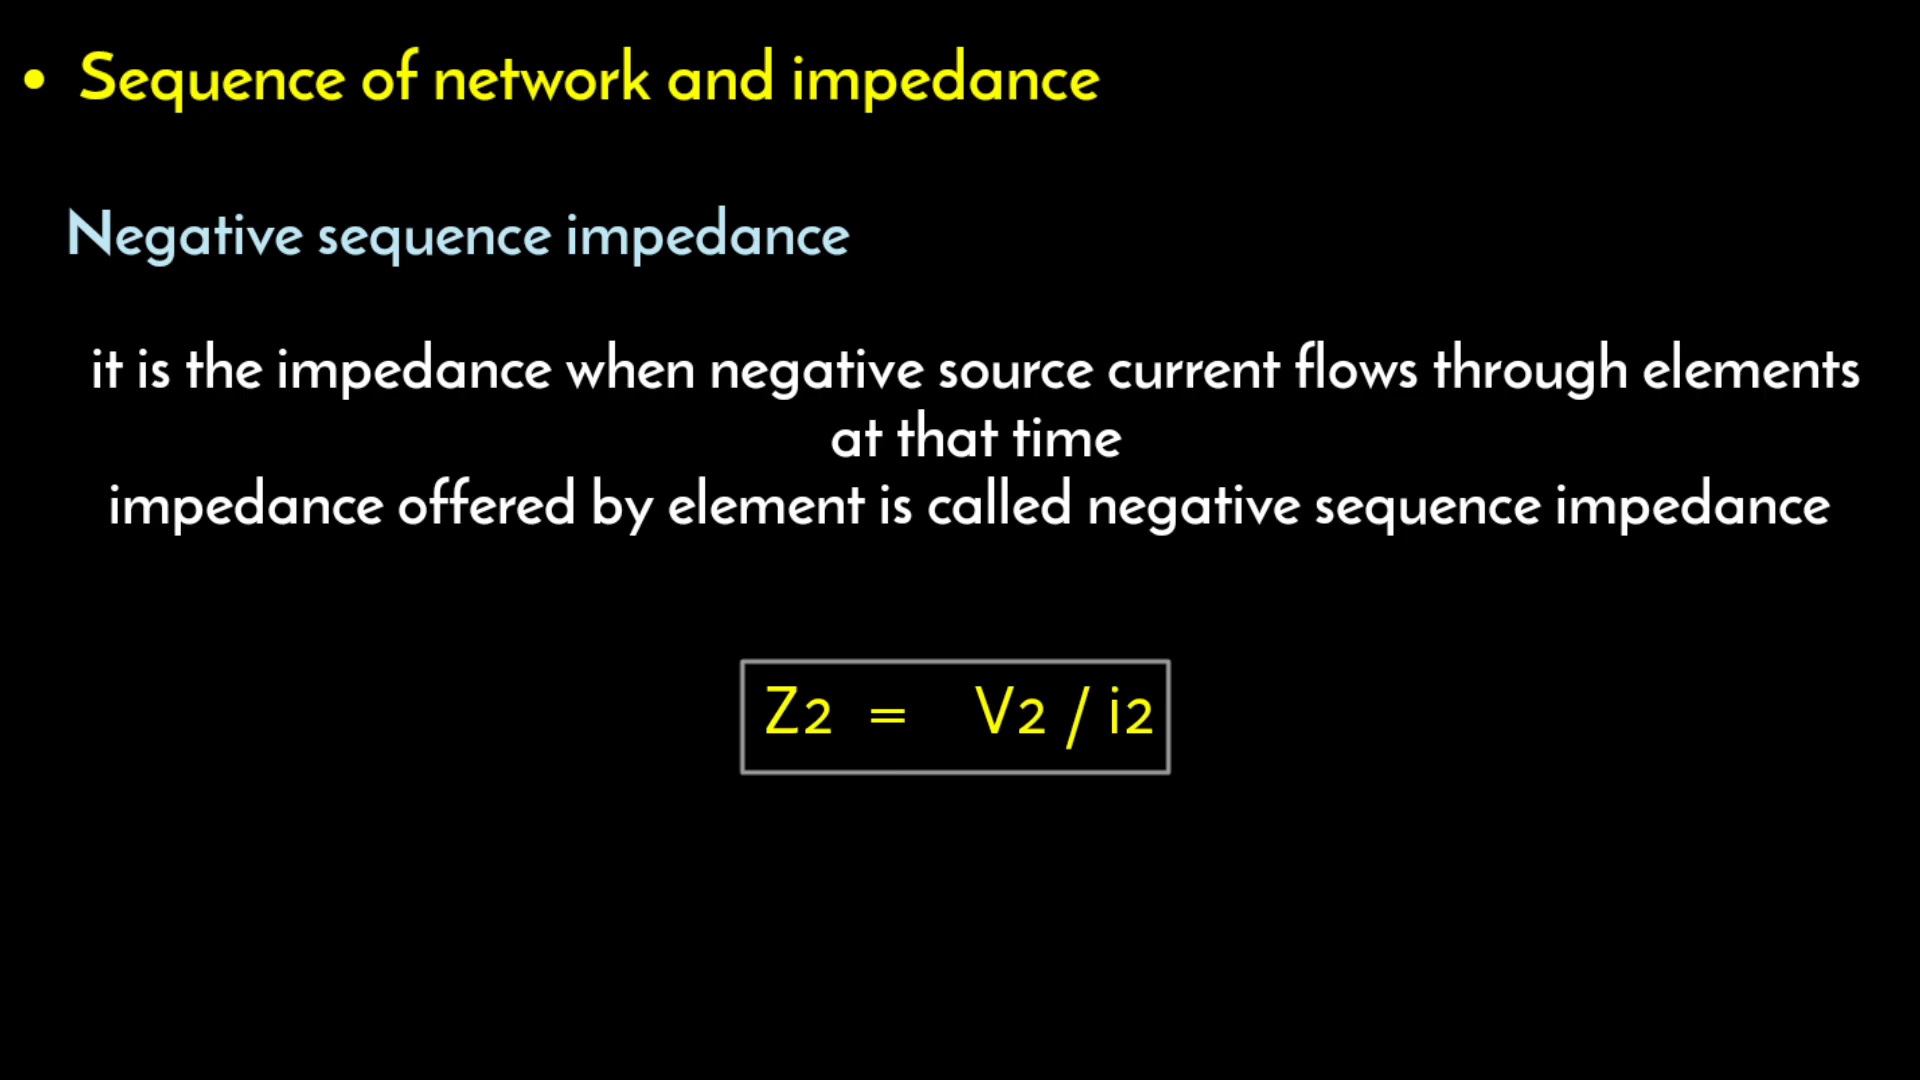 • Sequence of network and impedance
Negative sequence impedance
it is the impedance when negative source current flows through elements
at that time
impedance offered by element is called negative sequence impedance
Z2 = V2 / i2